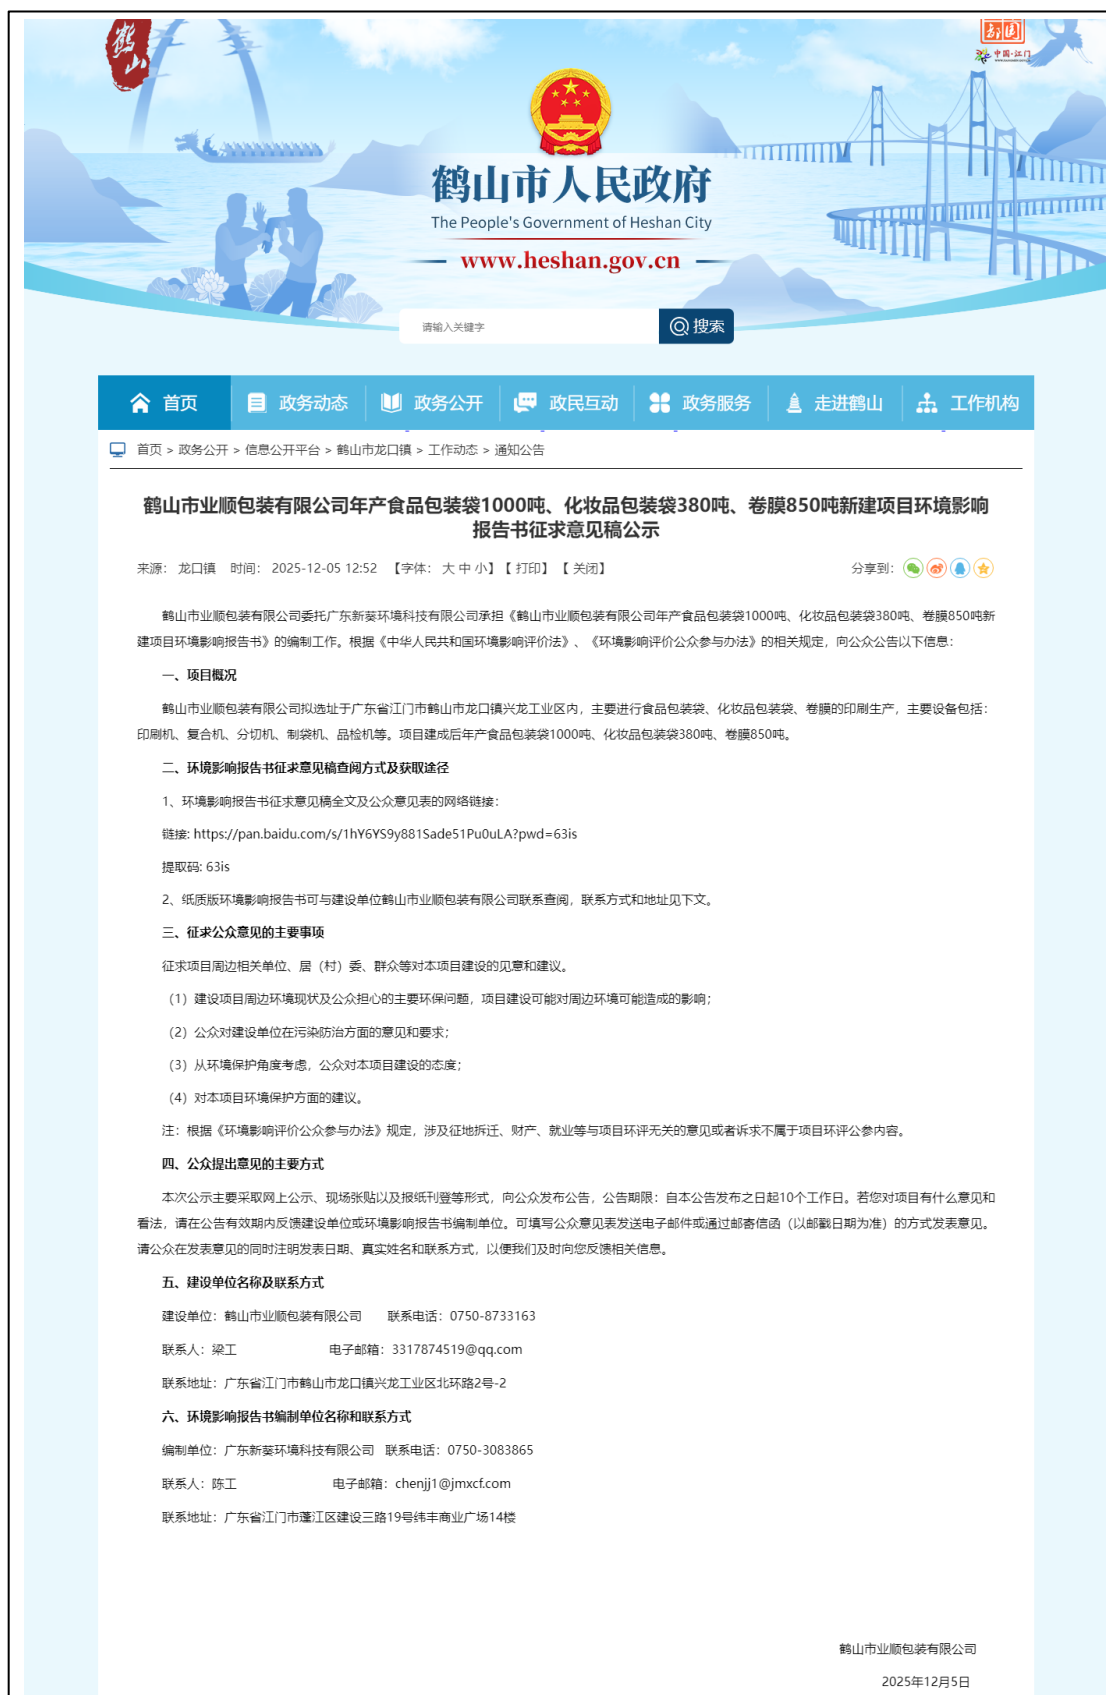 鹤山
中国·江门
鹤山市人民政府
The People's Government of Heshan City
www.heshan.gov.cn
请输入关键字
搜索
首页 政务动态 政务公开 政民互动 政务服务 走进鹤山 工作机构
首页 > 政务公开 > 信息公开平台 > 鹤山市龙口镇 > 工作动态 > 通知公告
鹤山市业顺包装有限公司年产食品包装袋1000吨、化妆品包装袋380吨、卷膜850吨新建项目环境影响
报告书征求意见稿公示
来源： 龙口镇 时间： 2025-12-05 12:52 【字体： 大 中 小】【 打印】 【 关闭】 分享到：
鹤山市业顺包装有限公司委托广东新葵环境科技有限公司承担《鹤山市业顺包装有限公司年产食品包装袋1000吨、化妆品包装袋380吨、卷膜850吨新
建项目环境影响报告书》的编制工作。根据《中华人民共和国环境影响评价法》、《环境影响评价公众参与办法》的相关规定，向公众公告以下信息：
一、项目概况
鹤山市业顺包装有限公司拟选址于广东省江门市鹤山市龙口镇兴龙工业区内，主要进行食品包装袋、化妆品包装袋、卷膜的印刷生产，主要设备包括：
印刷机、复合机、分切机、制袋机、品检机等。项目建成后年产食品包装袋1000吨、化妆品包装袋380吨、卷膜850吨。
二、环境影响报告书征求意见稿查阅方式及获取途径
1、环境影响报告书征求意见稿全文及公众意见表的网络链接：
链接: https://pan.baidu.com/s/1hY6YS9y881Sade51Pu0uLA?pwd=63is
提取码: 63is
2、纸质版环境影响报告书可与建设单位鹤山市业顺包装有限公司联系查阅，联系方式和地址见下文。
三、征求公众意见的主要事项
征求项目周边相关单位、居（村）委、群众等对本项目建设的见意和建议。
（1）建设项目周边环境现状及公众担心的主要环保问题，项目建设可能对周边环境可能造成的影响；
（2）公众对建设单位在污染防治方面的意见和要求；
（3）从环境保护角度考虑，公众对本项目建设的态度；
（4）对本项目环境保护方面的建议。
注：根据《环境影响评价公众参与办法》规定，涉及征地拆迁、财产、就业等与项目环评无关的意见或者诉求不属于项目环评公参内容。
四、公众提出意见的主要方式
本次公示主要采取网上公示、现场张贴以及报纸刊登等形式，向公众发布公告，公告期限：自本公告发布之日起10个工作日。若您对项目有什么意见和
看法，请在公告有效期内反馈建设单位或环境影响报告书编制单位。可填写公众意见表发送电子邮件或通过邮寄信函（以邮戳日期为准）的方式发表意见。
请公众在发表意见的同时注明发表日期、真实姓名和联系方式，以便我们及时向您反馈相关信息。
五、建设单位名称及联系方式
建设单位：鹤山市业顺包装有限公司 联系电话：0750-8733163
联系人：梁工 电子邮箱：3317874519@qq.com
联系地址：广东省江门市鹤山市龙口镇兴龙工业区北环路2号-2
六、环境影响报告书编制单位名称和联系方式
编制单位：广东新葵环境科技有限公司 联系电话：0750-3083865
联系人：陈工 电子邮箱：chenjj1@jmxcf.com
联系地址：广东省江门市蓬江区建设三路19号纬丰商业广场14楼
鹤山市业顺包装有限公司
2025年12月5日